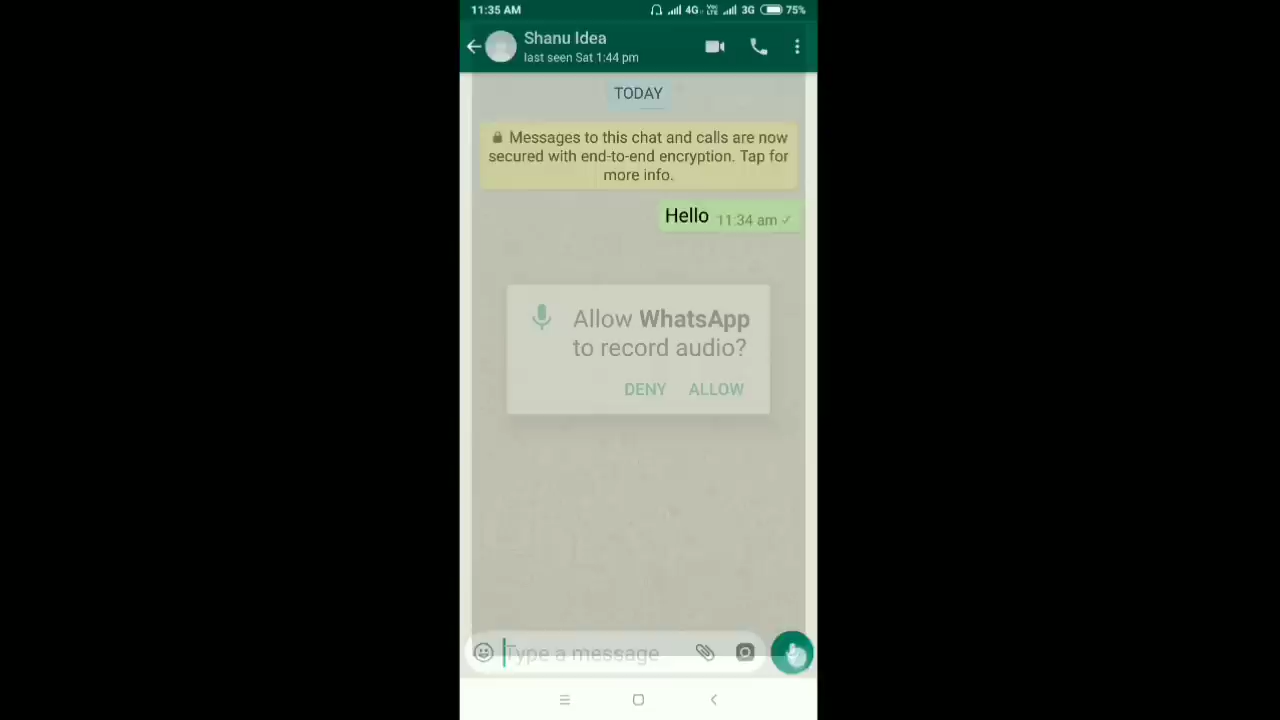 11:35 AM 4G VoLTE 3G 75%
Shanu Idea
last seen Sat 1:44 pm
TODAY
Messages to this chat and calls are now
secured with end-to-end encryption. Tap for
more info.
Hello 11:34 am
Allow WhatsApp
to record audio?
DENY ALLOW
Type a message